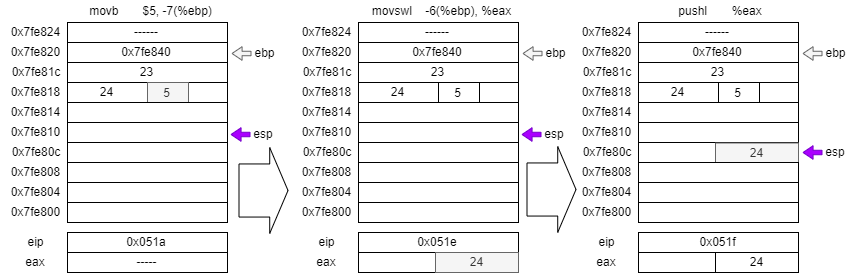 movb $5, -7(%ebp)
0x7fe824 ------
0x7fe820 0x7fe840 ebp
0x7fe81c 23
0x7fe818 24 5
0x7fe814
0x7fe810 esp
0x7fe80c
0x7fe808
0x7fe804
0x7fe800
eip 0x051a
eax -----
movswl -6(%ebp), %eax
0x7fe824 ------
0x7fe820 0x7fe840 ebp
0x7fe81c 23
0x7fe818 24 5
0x7fe814
0x7fe810 esp
0x7fe80c
0x7fe808
0x7fe804
0x7fe800
eip 0x051e
eax 24
pushl %eax
0x7fe824 ------
0x7fe820 0x7fe840 ebp
0x7fe81c 23
0x7fe818 24 5
0x7fe814
0x7fe810
0x7fe80c 24 esp
0x7fe808
0x7fe804
0x7fe800
eip 0x051f
eax 24